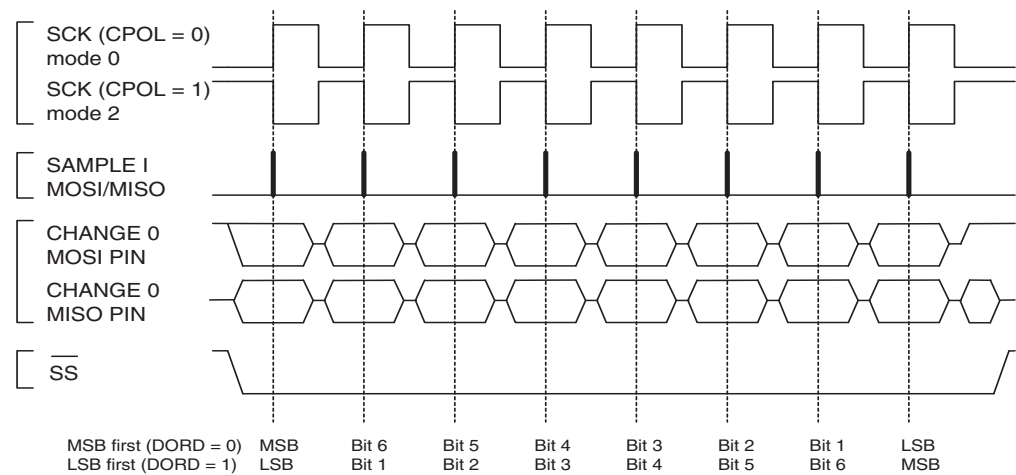 SCK (CPOL = 0)
mode 0
SCK (CPOL = 1)
mode 2
SAMPLE I
MOSI/MISO
CHANGE 0
MOSI PIN
CHANGE 0
MISO PIN
SS
MSB first (DORD = 0) MSB Bit 6 Bit 5 Bit 4 Bit 3 Bit 2 Bit 1 LSB
LSB first (DORD = 1) LSB Bit 1 Bit 2 Bit 3 Bit 4 Bit 5 Bit 6 MSB